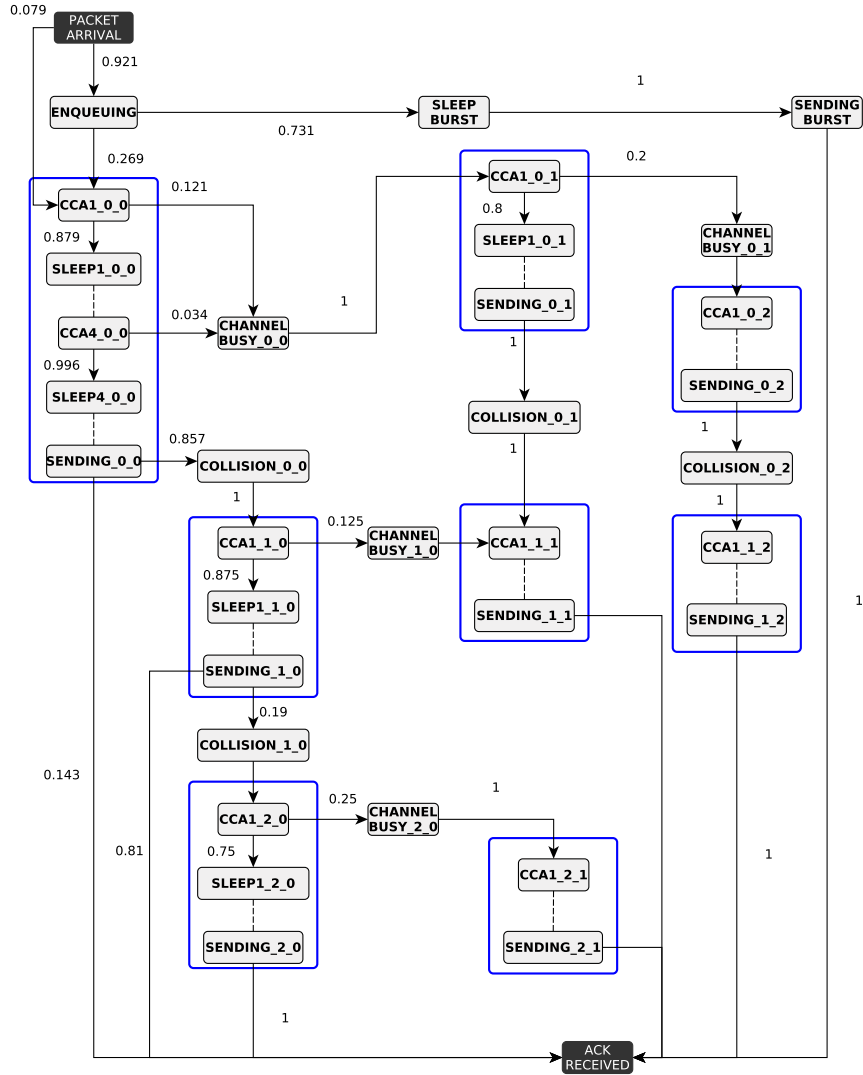 0.079
PACKET
ARRIVAL
0.921
1
ENQUEUING
SLEEP
BURST
SENDING
BURST
0.731
0.269
0.2
CCA1_0_0
0.121
CCA1_0_1
0.8
0.879
SLEEP1_0_0
SLEEP1_0_1
CHANNEL
BUSY_0_1
CCA4_0_0
0.034
CHANNEL
BUSY_0_0
1
SENDING_0_1
CCA1_0_2
1
0.996
SLEEP4_0_0
SENDING_0_2
COLLISION_0_1
0.857
1
1
SENDING_0_0
COLLISION_0_0
COLLISION_0_2
1
1
CCA1_1_0
0.125
CHANNEL
BUSY_1_0
CCA1_1_1
CCA1_1_2
0.875
SLEEP1_1_0
SENDING_1_1
SENDING_1_2
1
SENDING_1_0
0.19
COLLISION_1_0
0.143
1
CCA1_2_0
0.25
CHANNEL
BUSY_2_0
0.81
0.75
1
SLEEP1_2_0
CCA1_2_1
SENDING_2_0
SENDING_2_1
1
ACK
RECEIVED